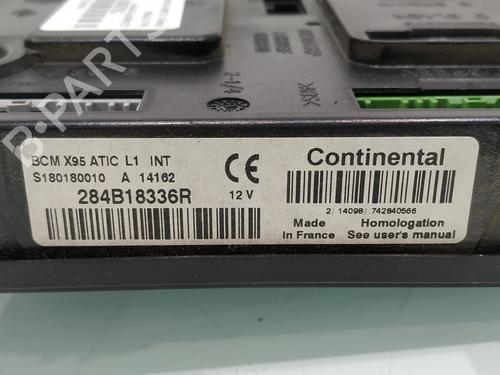 BCM X95 ATIC L1 INT
S180180010 A 14162
284B18336R
12 V
CE
Continental
2/ 14098/ 742840566
Made in France
Homologation
See user's manual
B-PARTS